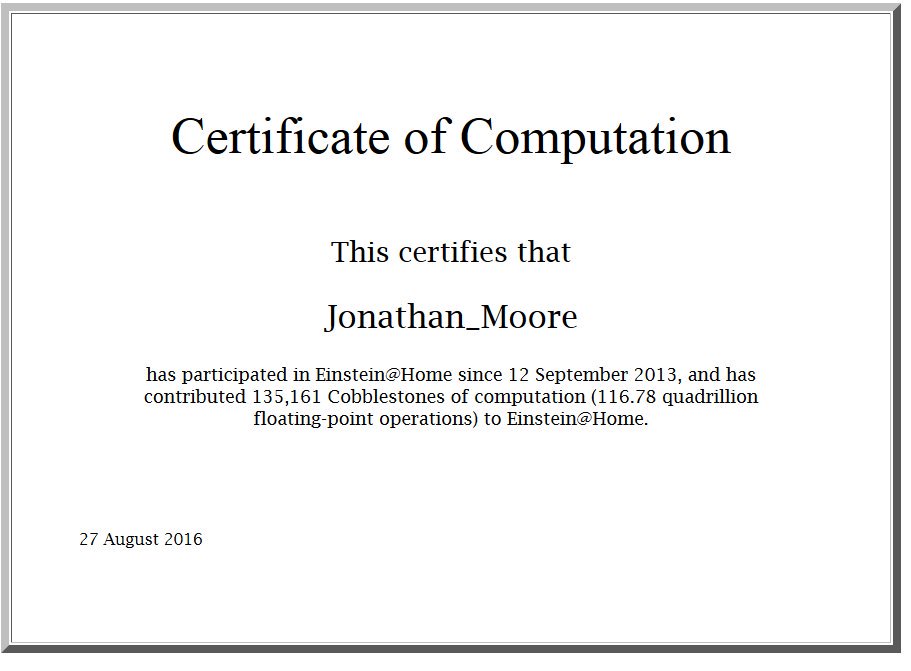 Certificate of Computation
This certifies that
Jonathan_Moore
has participated in Einstein@Home since 12 September 2013, and has
contributed 135,161 Cobblestones of computation (116.78 quadrillion
floating-point operations) to Einstein@Home.
27 August 2016